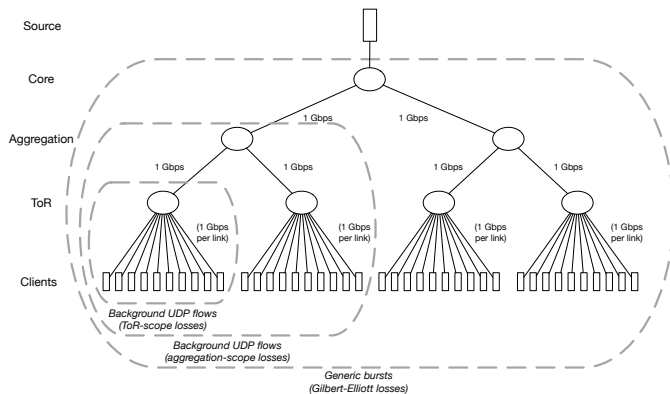 Source
Core
1 Gbps
1 Gbps
Aggregation
1 Gbps
1 Gbps
1 Gbps
1 Gbps
ToR
(1 Gbps
per link)
(1 Gbps
per link)
(1 Gbps
per link)
(1 Gbps
per link)
Clients
Background UDP flows
(ToR-scope losses)
Background UDP flows
(aggregation-scope losses)
Generic bursts
(Gilbert-Elliott losses)